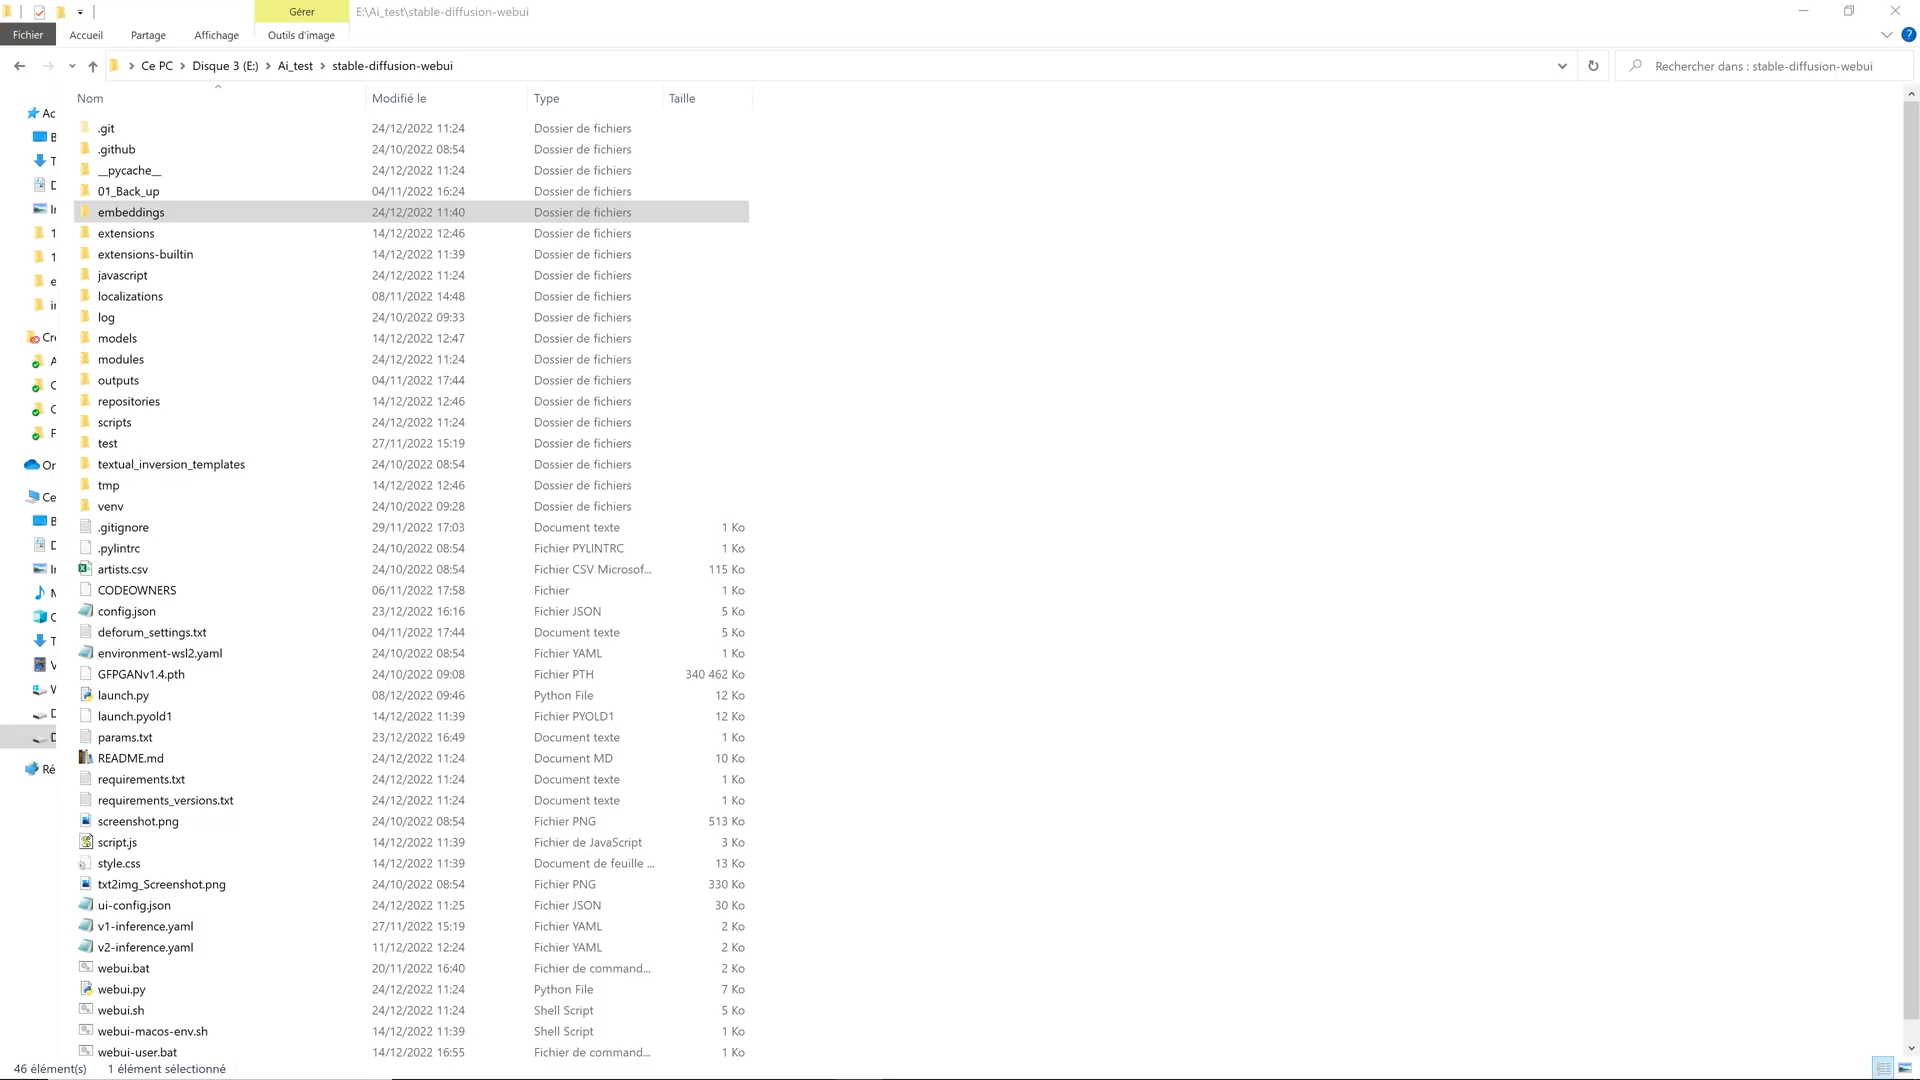 Gérer E:\Ai_test\stable-diffusion-webui
Fichier Accueil Partage Affichage Outils d'image ?
Ce PC Disque 3 (E:) Ai_test stable-diffusion-webui Rechercher dans : stable-diffusion-webui
Nom Modifié le Type Taille
.git 24/12/2022 11:24 Dossier de fichiers
.github 24/10/2022 08:54 Dossier de fichiers
__pycache__ 24/12/2022 11:24 Dossier de fichiers
01_Back_up 04/11/2022 16:24 Dossier de fichiers
embeddings 24/12/2022 11:40 Dossier de fichiers
extensions 14/12/2022 12:46 Dossier de fichiers
extensions-builtin 14/12/2022 11:39 Dossier de fichiers
javascript 24/12/2022 11:24 Dossier de fichiers
localizations 08/11/2022 14:48 Dossier de fichiers
log 24/10/2022 09:33 Dossier de fichiers
models 14/12/2022 12:47 Dossier de fichiers
modules 24/12/2022 11:24 Dossier de fichiers
outputs 04/11/2022 17:44 Dossier de fichiers
repositories 14/12/2022 12:46 Dossier de fichiers
scripts 24/12/2022 11:24 Dossier de fichiers
test 27/11/2022 15:19 Dossier de fichiers
textual_inversion_templates 24/10/2022 08:54 Dossier de fichiers
tmp 14/12/2022 12:46 Dossier de fichiers
venv 24/10/2022 09:28 Dossier de fichiers
.gitignore 29/11/2022 17:03 Document texte 1 Ko
.pylintrc 24/10/2022 08:54 Fichier PYLINTRC 1 Ko
artists.csv 24/10/2022 08:54 Fichier CSV Microsof... 115 Ko
CODEOWNERS 06/11/2022 17:58 Fichier 1 Ko
config.json 23/12/2022 16:16 Fichier JSON 5 Ko
deforum_settings.txt 04/11/2022 17:44 Document texte 5 Ko
environment-wsl2.yaml 24/10/2022 08:54 Fichier YAML 1 Ko
GFPGANv1.4.pth 24/10/2022 09:08 Fichier PTH 340 462 Ko
launch.py 08/12/2022 09:46 Python File 12 Ko
launch.pyold1 14/12/2022 11:39 Fichier PYOLD1 12 Ko
params.txt 23/12/2022 16:49 Document texte 1 Ko
README.md 24/12/2022 11:24 Document MD 10 Ko
requirements.txt 24/12/2022 11:24 Document texte 1 Ko
requirements_versions.txt 24/12/2022 11:24 Document texte 1 Ko
screenshot.png 24/10/2022 08:54 Fichier PNG 513 Ko
script.js 14/12/2022 11:39 Fichier de JavaScript 3 Ko
style.css 14/12/2022 11:39 Document de feuille ... 13 Ko
txt2img_Screenshot.png 24/10/2022 08:54 Fichier PNG 330 Ko
ui-config.json 24/12/2022 11:25 Fichier JSON 30 Ko
v1-inference.yaml 27/11/2022 15:19 Fichier YAML 2 Ko
v2-inference.yaml 11/12/2022 12:24 Fichier YAML 2 Ko
webui.bat 20/11/2022 16:40 Fichier de command... 2 Ko
webui.py 24/12/2022 11:24 Python File 7 Ko
webui.sh 24/12/2022 11:24 Shell Script 5 Ko
webui-macos-env.sh 14/12/2022 11:39 Shell Script 1 Ko
webui-user.bat 14/12/2022 16:55 Fichier de command... 1 Ko
46 élément(s) 1 élément sélectionné